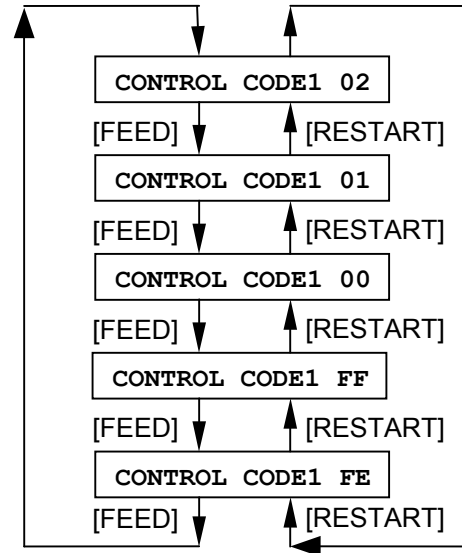 CONTROL CODE1 02
[FEED] [RESTART]
CONTROL CODE1 01
[FEED] [RESTART]
CONTROL CODE1 00
[FEED] [RESTART]
CONTROL CODE1 FF
[FEED] [RESTART]
CONTROL CODE1 FE
[FEED] [RESTART]